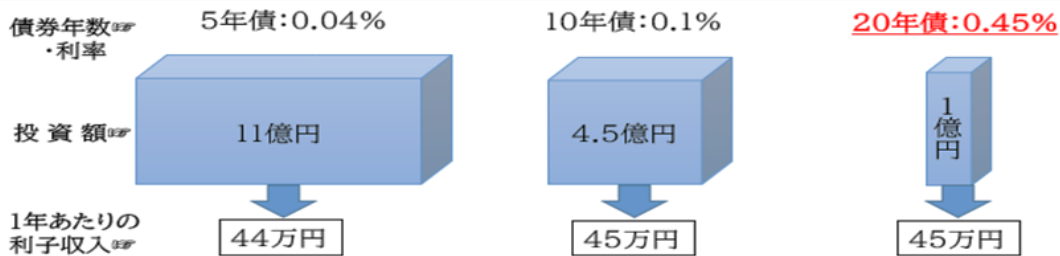 債券年数☞
・利率
5年債：0.04%
10年債：0.1%
20年債：0.45%
投 資 額☞
11億円
4.5億円
1億円
1年あたりの
利子収入☞
44万円
45万円
45万円